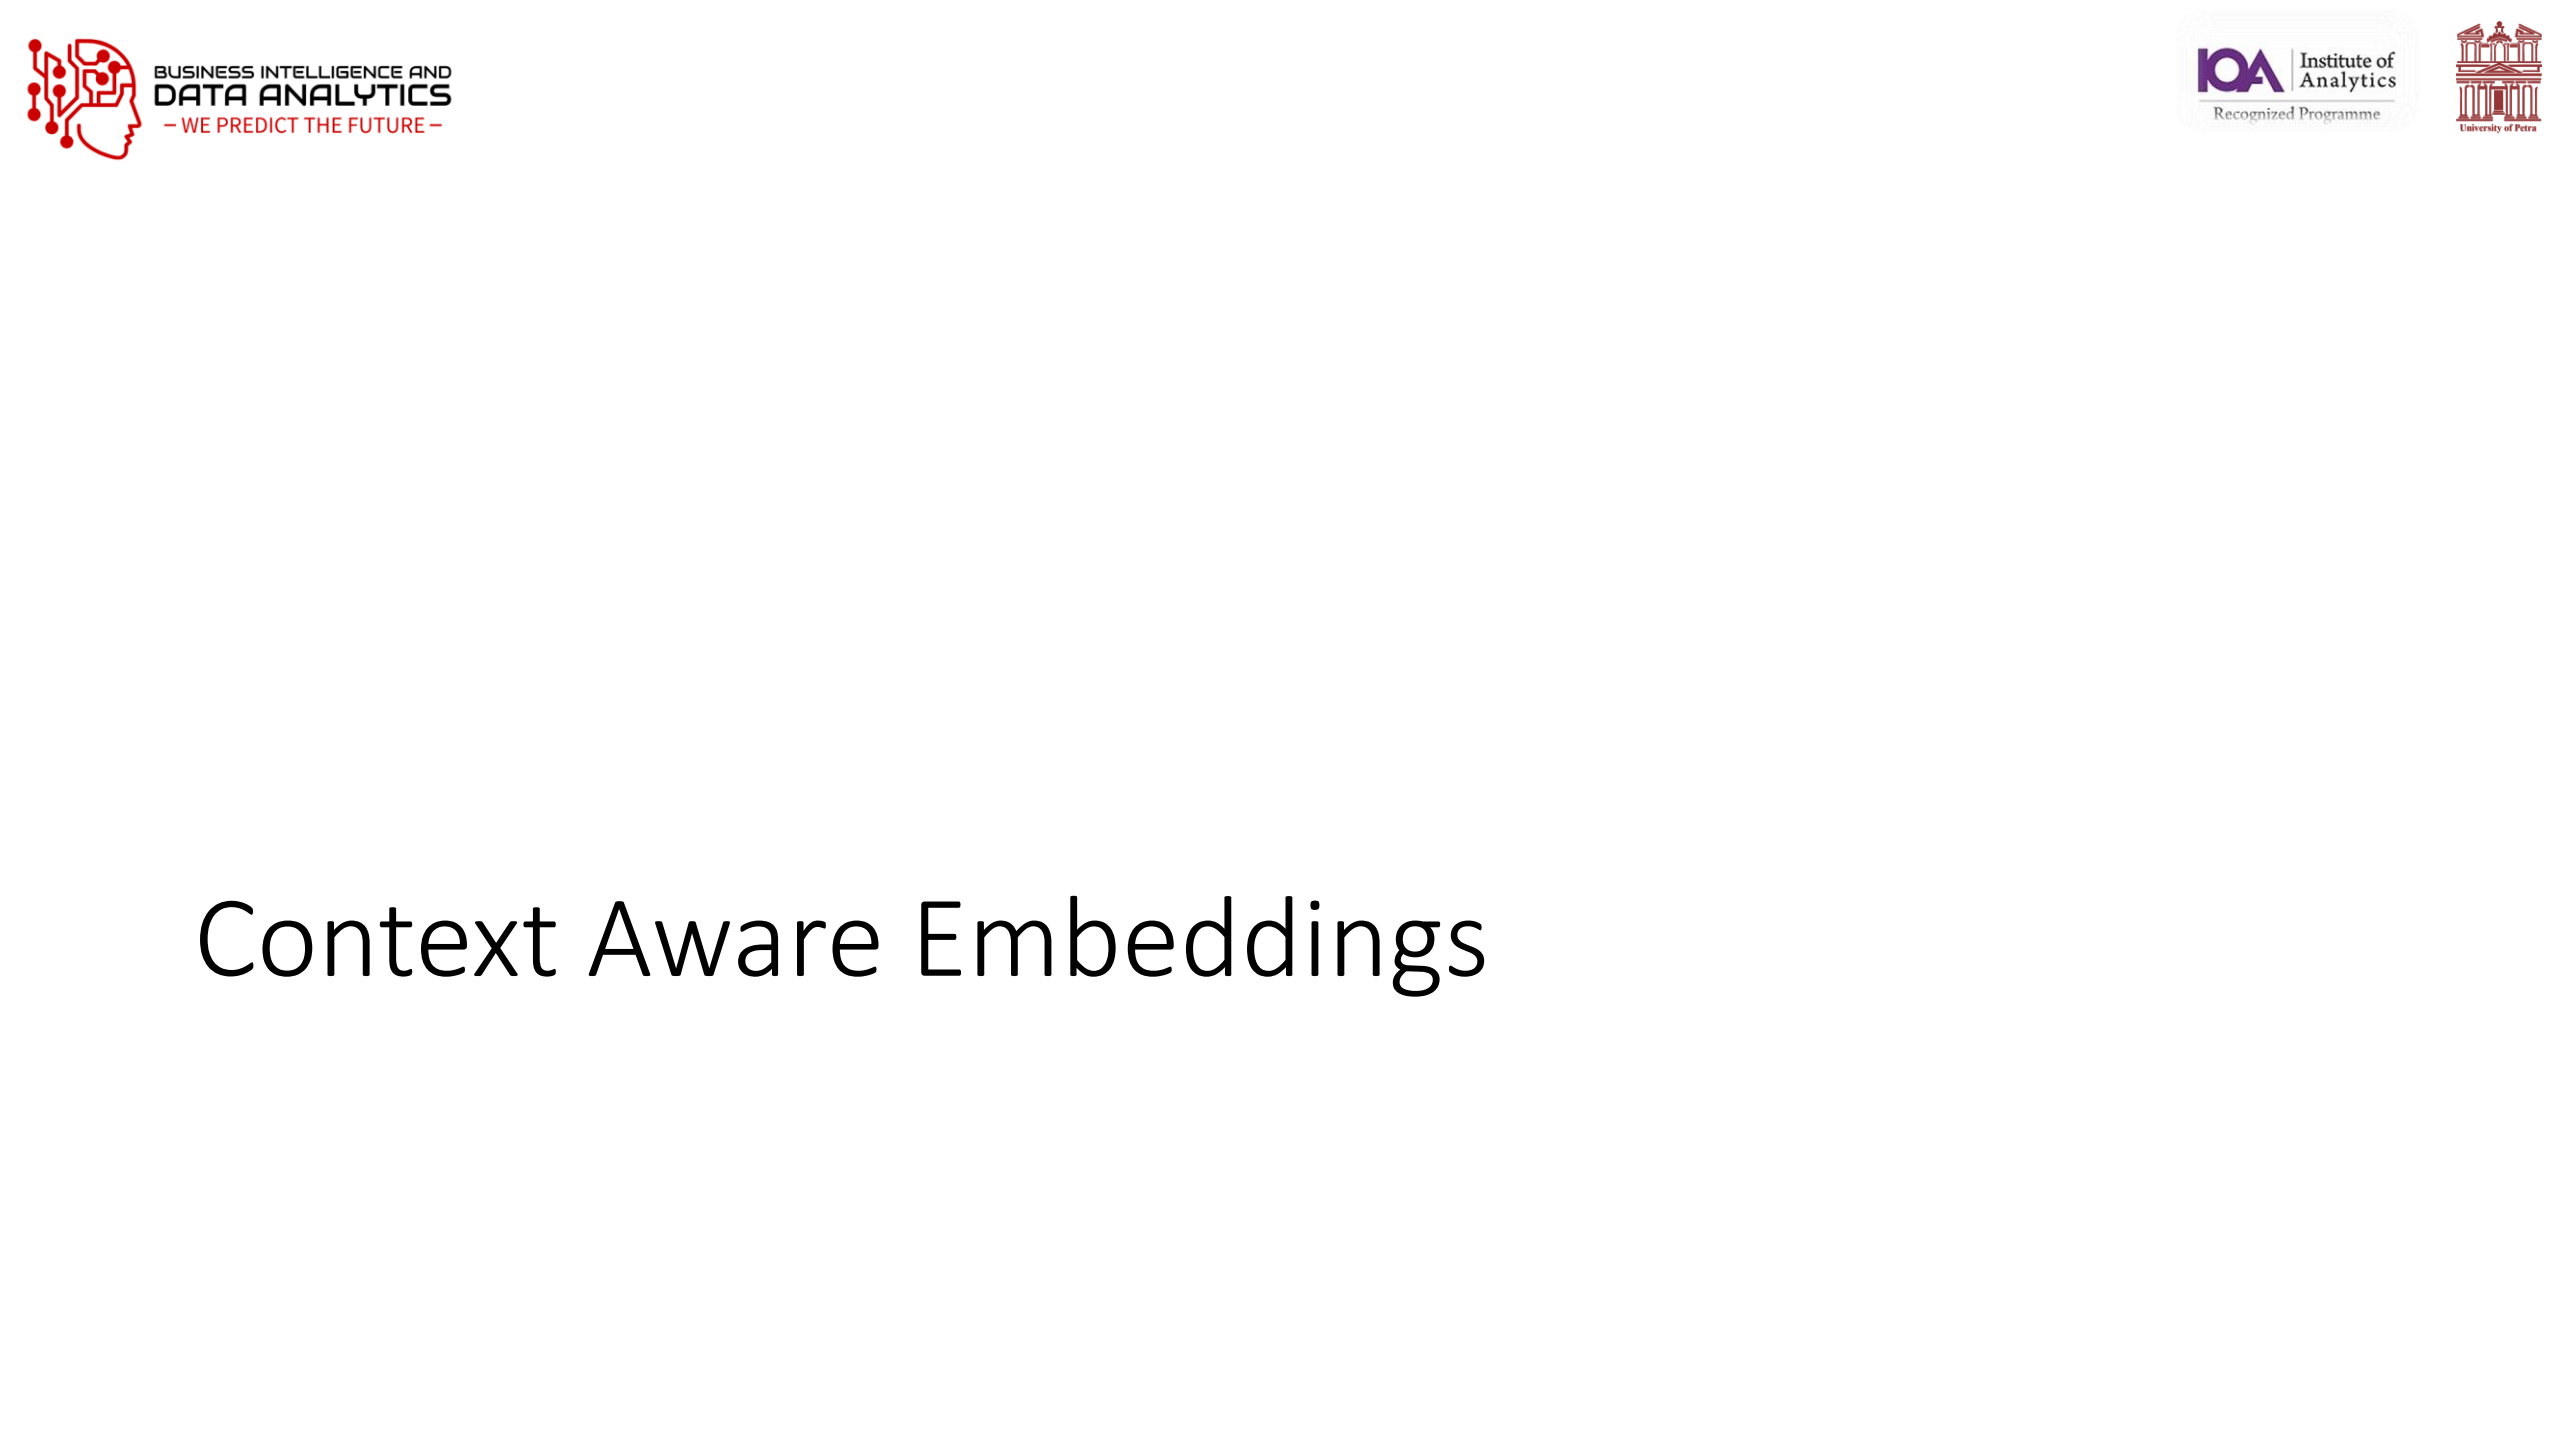 BUSINESS INTELLIGENCE AND
DATA ANALYTICS
– WE PREDICT THE FUTURE –
IOA
Institute of
Analytics
Recognized Programme
University of Petra
Context Aware Embeddings